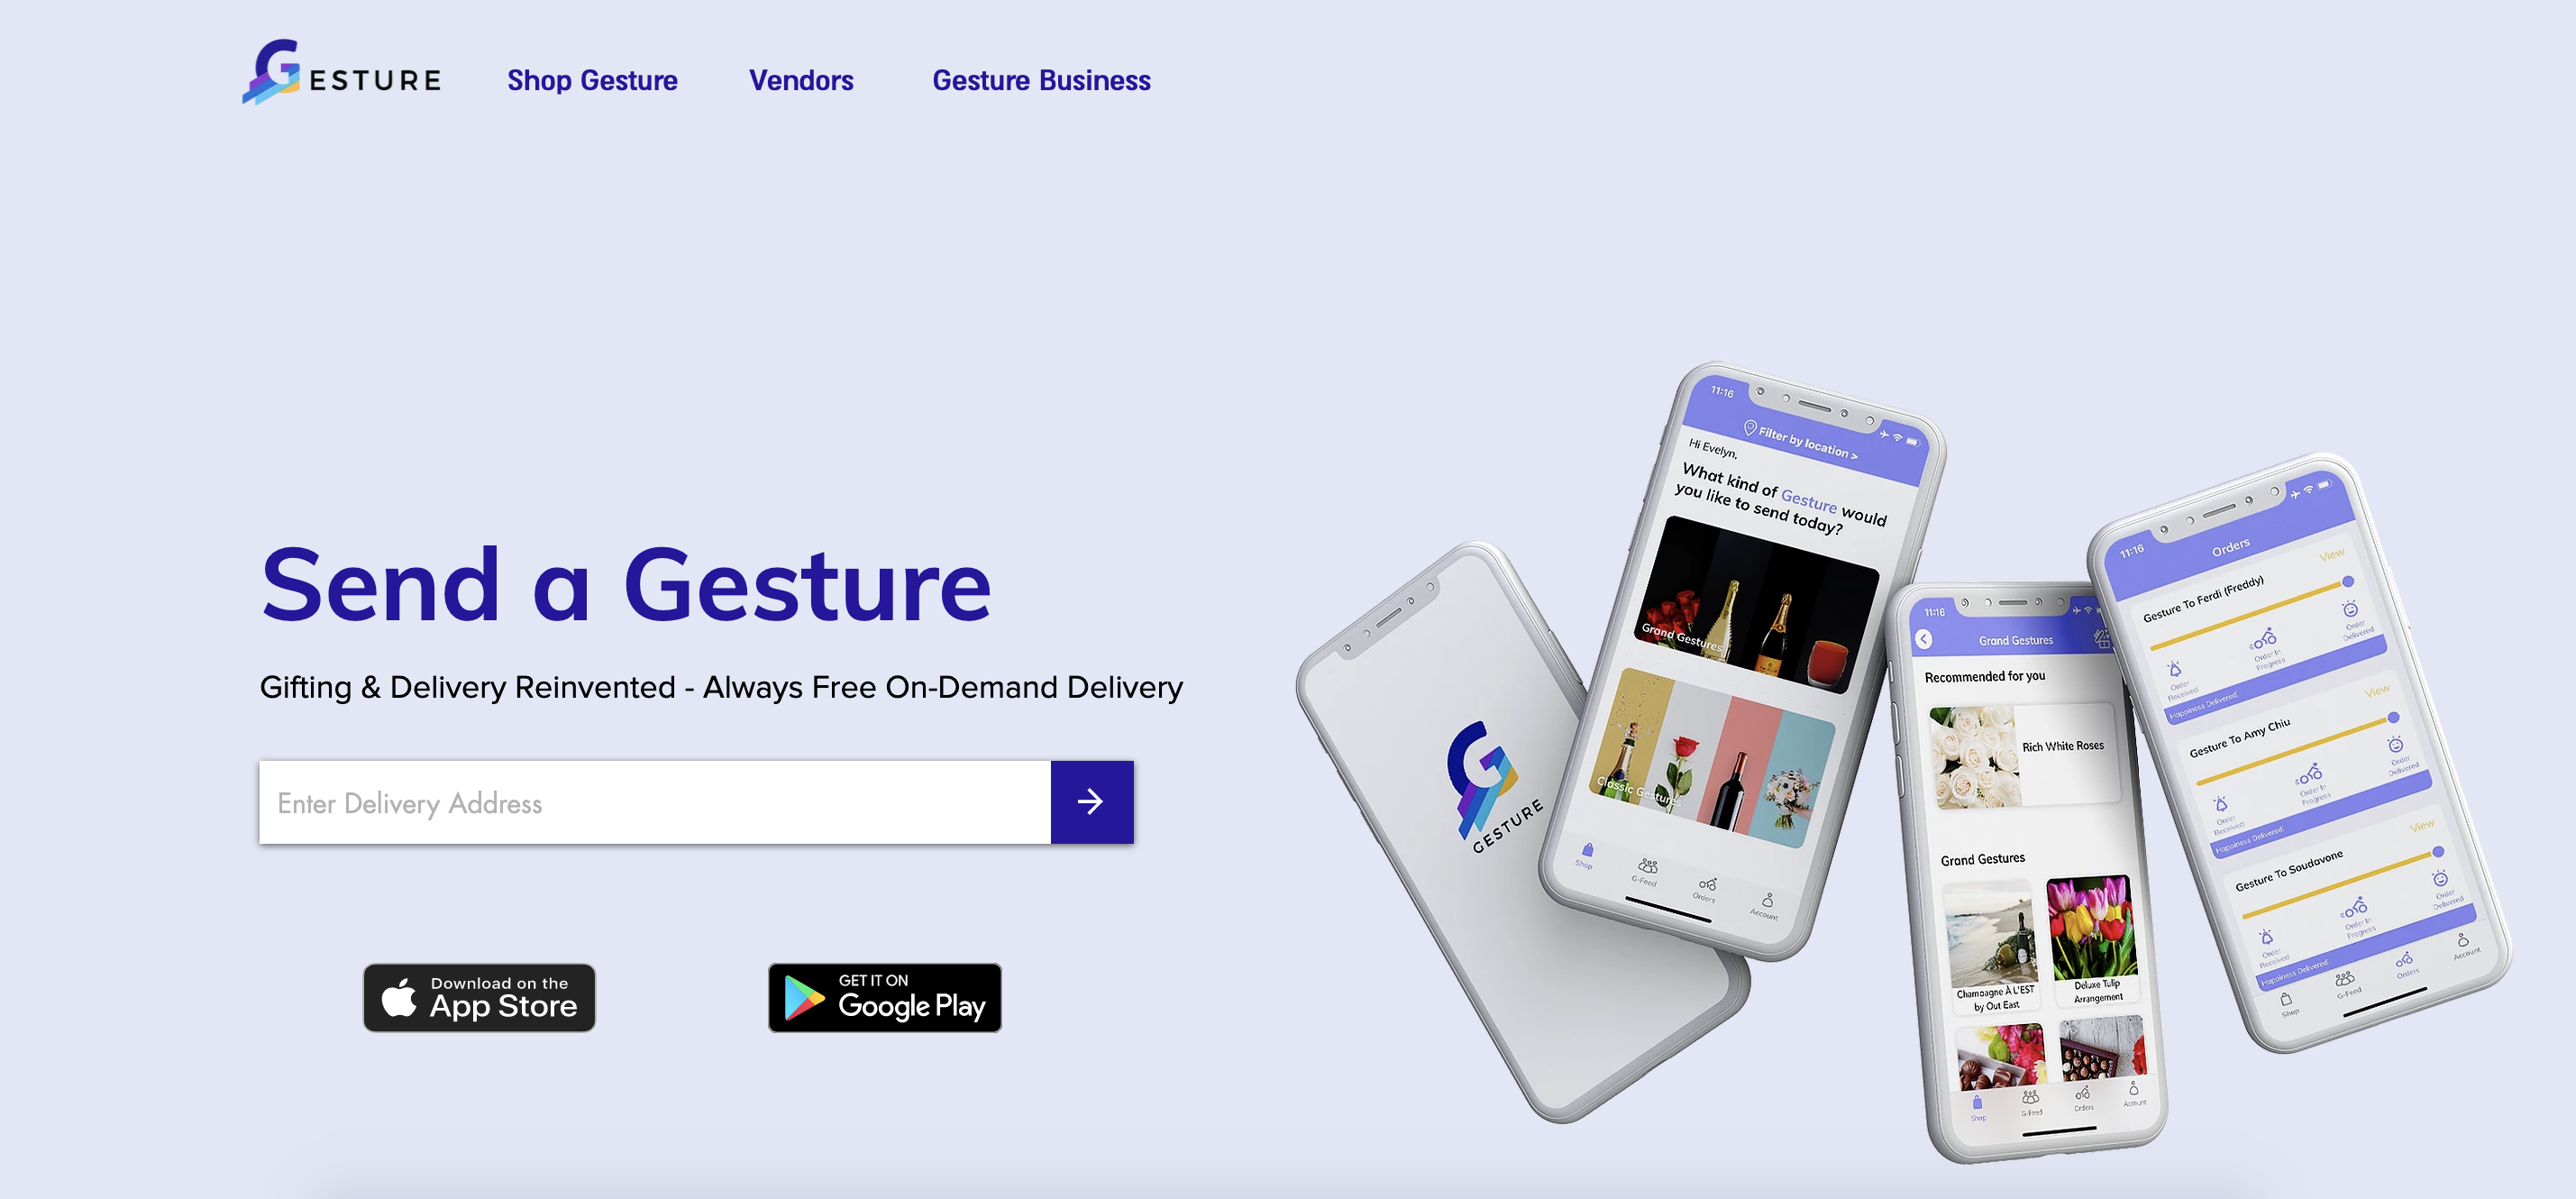 GESTURE
Shop Gesture
Vendors
Gesture Business
Send a Gesture
Gifting & Delivery Reinvented - Always Free On-Demand Delivery
Enter Delivery Address
Download on the
App Store
GET IT ON
Google Play
GESTURE
11:16
Filter by location >
Hi Evelyn,
What kind of Gesture would
you like to send today?
Grand Gestures
Classic Gestures
Shop
G-Feed
Orders
Account
11:16
Grand Gestures
Recommended for you
Rich White Roses
Grand Gestures
Champagne À L'EST
by Out East
Deluxe Tulip
Arrangement
Shop
G-Feed
Orders
Account
11:16
Orders
View
Gesture To Ferdi (Freddy)
Order
Received
Order In
Progress
Order
Delivered
Happiness Delivered!
View
Gesture To Amy Chiu
Order
Received
Order In
Progress
Order
Delivered
Happiness Delivered!
View
Gesture To Soudavone
Order
Received
Order In
Progress
Order
Delivered
Happiness Delivered!
Shop
G-Feed
Orders
Account